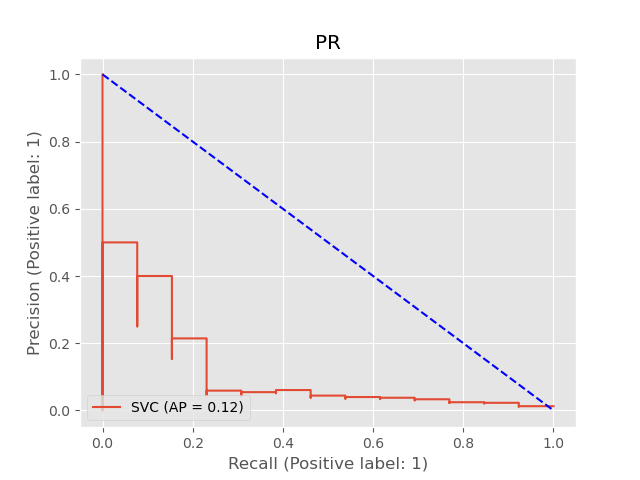 PR
Precision (Positive label: 1)
1.0
0.8
0.6
0.4
0.2
0.0
SVC (AP = 0.12)
0.0 0.2 0.4 0.6 0.8 1.0
Recall (Positive label: 1)